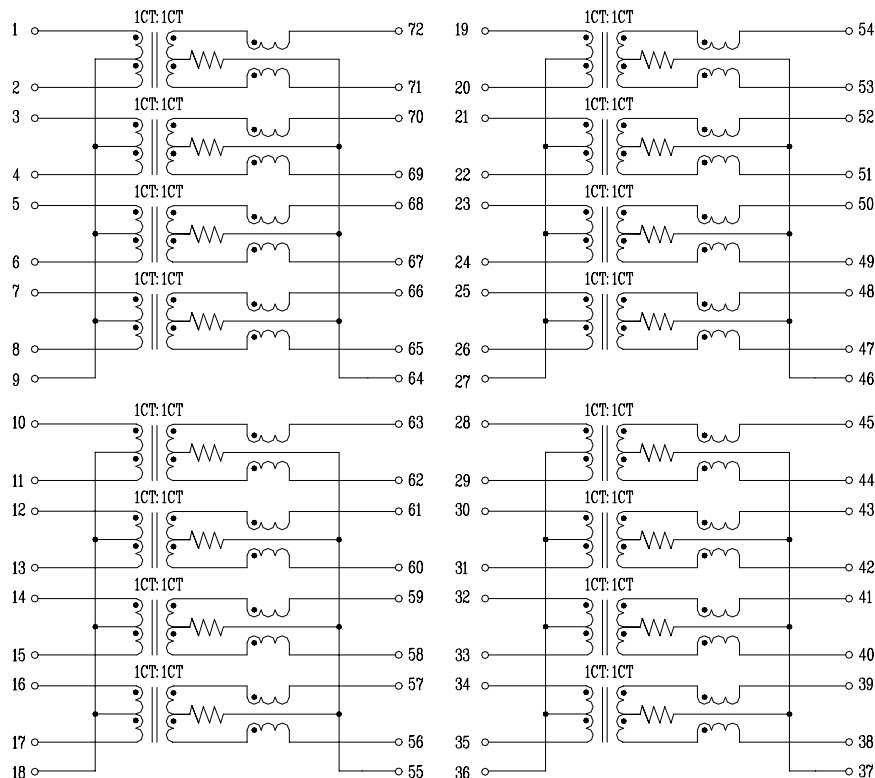 1CT:1CT 1CT:1CT
1 72 19 54
2 71 20 53
1CT:1CT 1CT:1CT
3 70 21 52
4 69 22 51
1CT:1CT 1CT:1CT
5 68 23 50
6 67 24 49
1CT:1CT 1CT:1CT
7 66 25 48
8 65 26 47
9 64 27 46
1CT:1CT 1CT:1CT
10 63 28 45
11 62 29 44
1CT:1CT 1CT:1CT
12 61 30 43
13 60 31 42
1CT:1CT 1CT:1CT
14 59 32 41
15 58 33 40
1CT:1CT 1CT:1CT
16 57 34 39
17 56 35 38
18 55 36 37